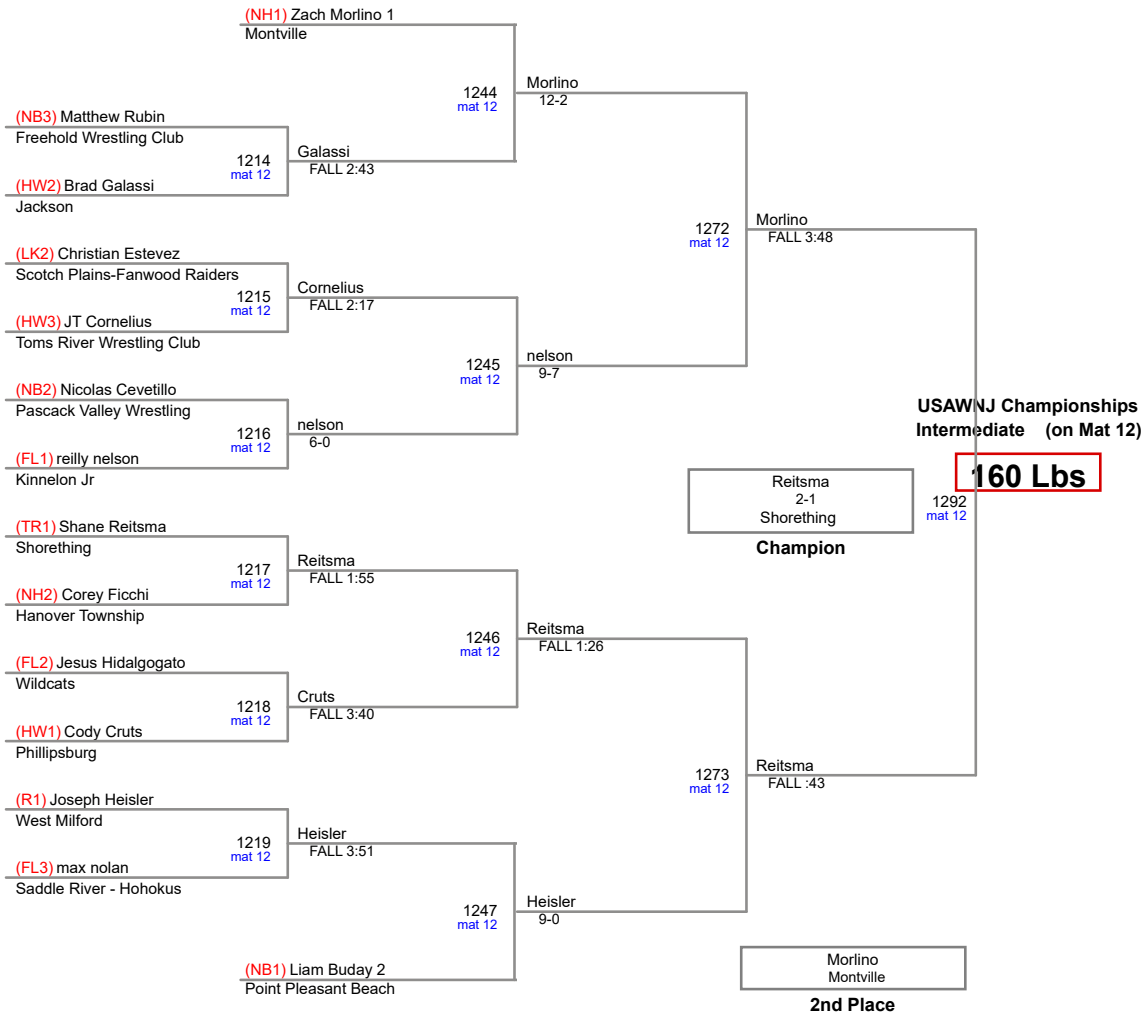 (NH1) Zach Morlino 1
Montville
1244
mat 12
Morlino
12-2
(NB3) Matthew Rubin
Freehold Wrestling Club
1214
mat 12
Galassi
FALL 2:43
(HW2) Brad Galassi
Jackson
1272
mat 12
Morlino
FALL 3:48
(LK2) Christian Estevez
Scotch Plains-Fanwood Raiders
1215
mat 12
Cornelius
FALL 2:17
(HW3) JT Cornelius
Toms River Wrestling Club
1245
mat 12
nelson
9-7
(NB2) Nicolas Cevetillo
Pascack Valley Wrestling
1216
mat 12
nelson
6-0
(FL1) reilly nelson
Kinnelon Jr
USAWNJ Championships
Intermediate (on Mat 12)
160 Lbs
Reitsma
2-1
Shorething
Champion
1292
mat 12
(TR1) Shane Reitsma
Shorething
1217
mat 12
Reitsma
FALL 1:55
(NH2) Corey Ficchi
Hanover Township
1246
mat 12
Reitsma
FALL 1:26
(FL2) Jesus Hidalgogato
Wildcats
1218
mat 12
Cruts
FALL 3:40
(HW1) Cody Cruts
Phillipsburg
1273
mat 12
Reitsma
FALL :43
(R1) Joseph Heisler
West Milford
1219
mat 12
Heisler
FALL 3:51
(FL3) max nolan
Saddle River - Hohokus
1247
mat 12
Heisler
9-0
(NB1) Liam Buday 2
Point Pleasant Beach
Morlino
Montville
2nd Place